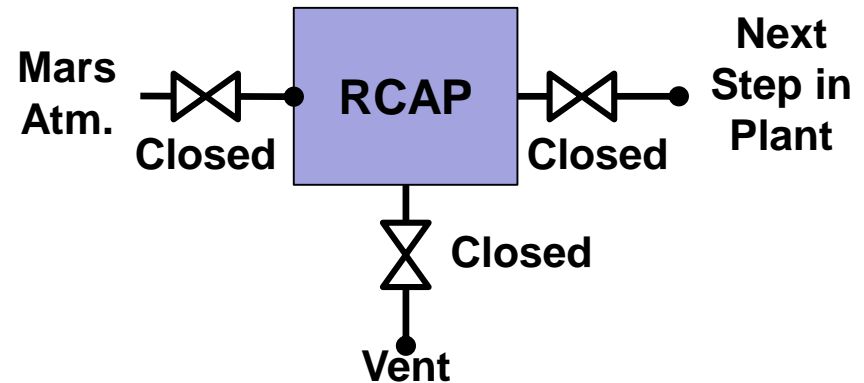 Mars
Atm.
Closed
RCAP
Closed
Next
Step in
Plant
Closed
Vent